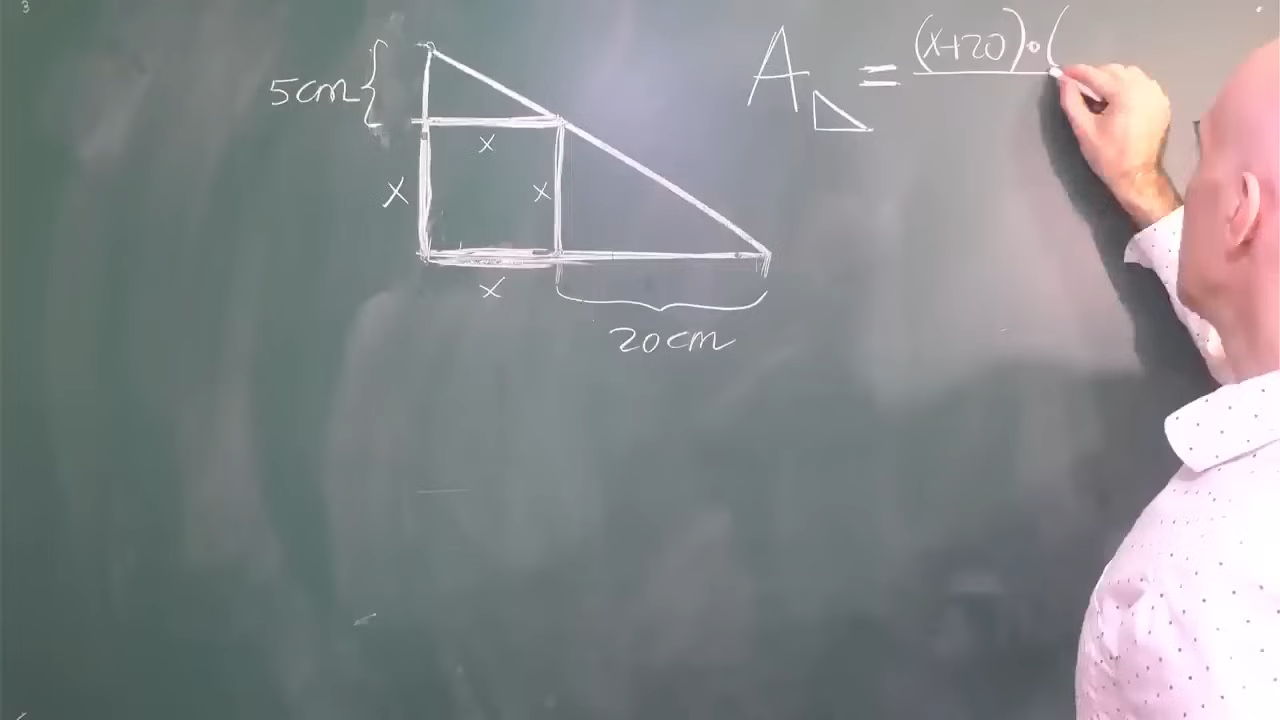 5cm
x
x
x
x
20cm
A = (x+20)·(